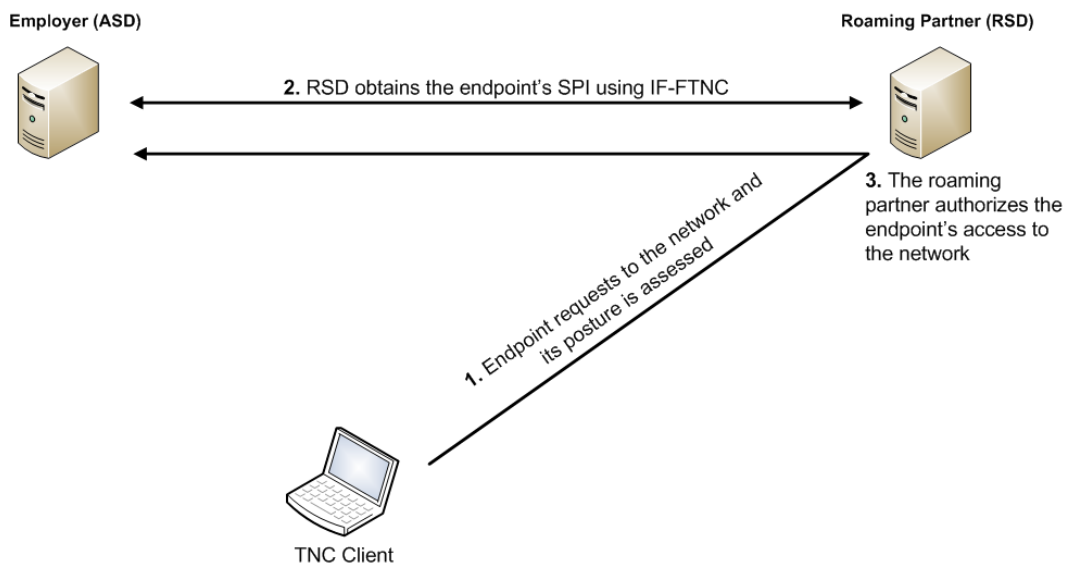 Employer (ASD)
Roaming Partner (RSD)
2. RSD obtains the endpoint's SPI using IF-FTNC
3. The roaming
partner authorizes the
endpoint's access to
the network
1. Endpoint requests to the network and
its posture is assessed
TNC Client